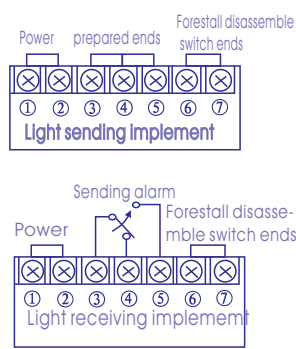 Forestall disassemble
Power prepared ends switch ends
① ② ③ ④ ⑤ ⑥ ⑦
Light sending implement
Sending alarm
Forestall disasse-
Power mble switch ends
① ② ③ ④ ⑤ ⑥ ⑦
Light receiving implememt